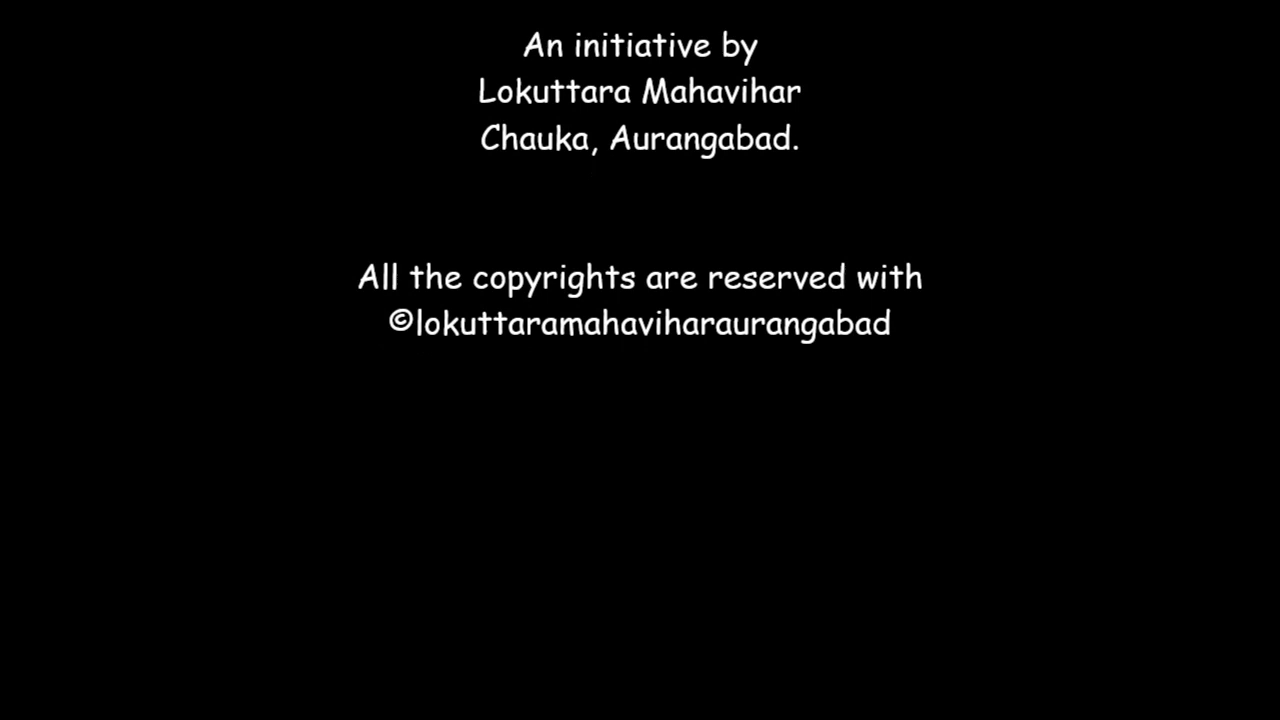 An initiative by
Lokuttara Mahavihar
Chauka, Aurangabad.
All the copyrights are reserved with
©lokuttaramahaviharaurangabad